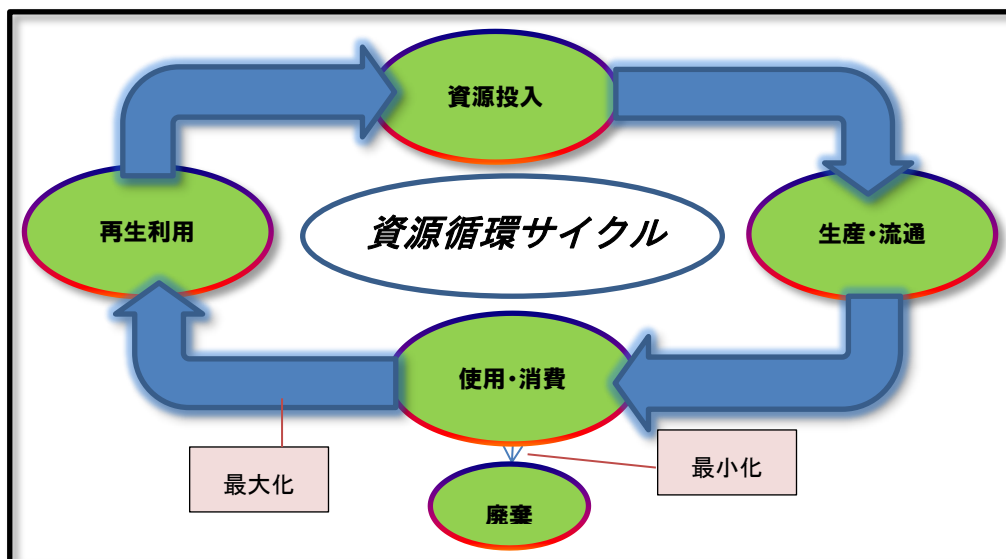 資源投入
再生利用
資源循環サイクル
生産・流通
使用・消費
最大化
最小化
廃棄